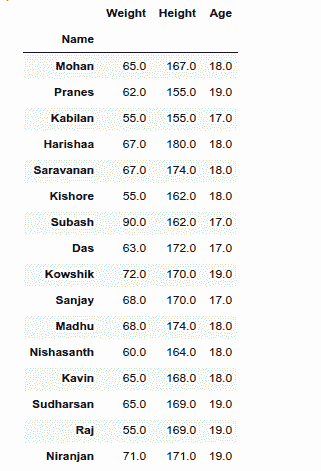 Weight Height Age
Name
Mohan 65.0 167.0 18.0
Pranes 62.0 155.0 19.0
Kabilan 55.0 155.0 17.0
Harishaa 67.0 180.0 18.0
Saravanan 67.0 174.0 18.0
Kishore 55.0 162.0 18.0
Subash 90.0 162.0 17.0
Das 63.0 172.0 17.0
Kowshik 72.0 170.0 19.0
Sanjay 68.0 170.0 17.0
Madhu 68.0 174.0 18.0
Nishasanth 60.0 164.0 18.0
Kavin 65.0 168.0 18.0
Sudharsan 65.0 169.0 19.0
Raj 55.0 169.0 19.0
Niranjan 71.0 171.0 19.0